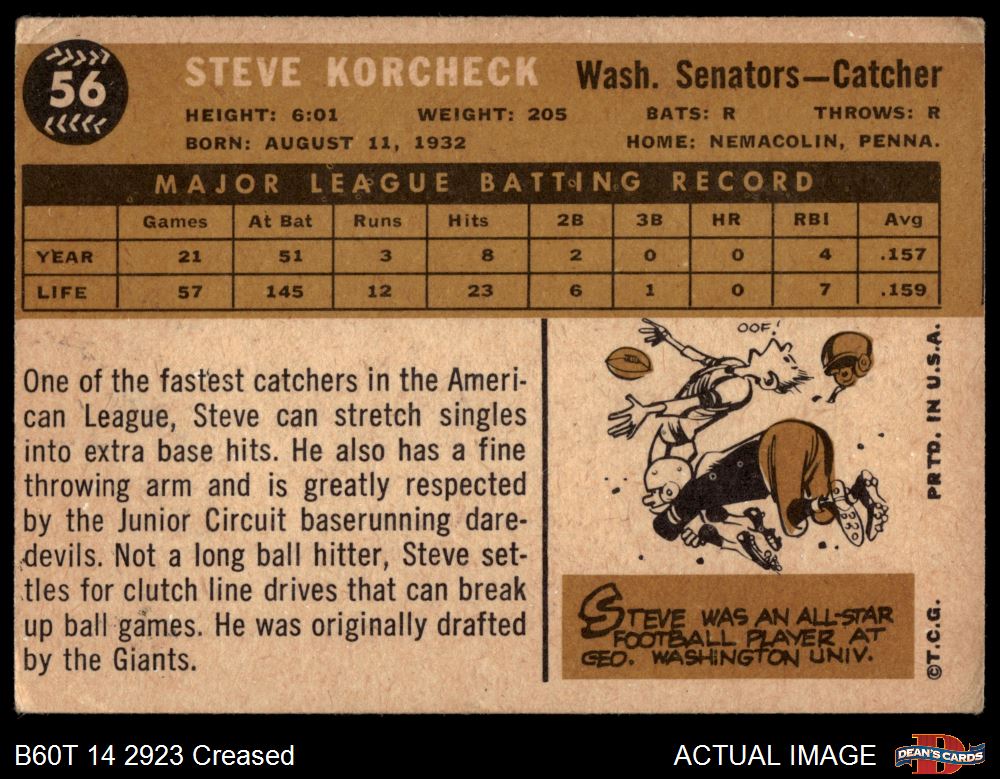 56
STEVE KORCHECK Wash. Senators—Catcher
HEIGHT: 6:01 WEIGHT: 205 BATS: R THROWS: R
BORN: AUGUST 11, 1932 HOME: NEMACOLIN, PENNA.
MAJOR LEAGUE BATTING RECORD
Games At Bat Runs Hits 2B 3B HR RBI Avg
YEAR 21 51 3 8 2 0 0 4 .157
LIFE 57 145 12 23 6 1 0 7 .159
One of the fastest catchers in the Ameri-
can League, Steve can stretch singles
into extra base hits. He also has a fine
throwing arm and is greatly respected
by the Junior Circuit baserunning dare-
devils. Not a long ball hitter, Steve set-
tles for clutch line drives that can break
up ball games. He was originally drafted
by the Giants.
OOF!
STEVE WAS AN ALL-STAR
FOOTBALL PLAYER AT
GEO. WASHINGTON UNIV.
©T.C.G. PRTD. IN U.S.A.
B60T 14 2923 Creased ACTUAL IMAGE
DEAN'S CARDS